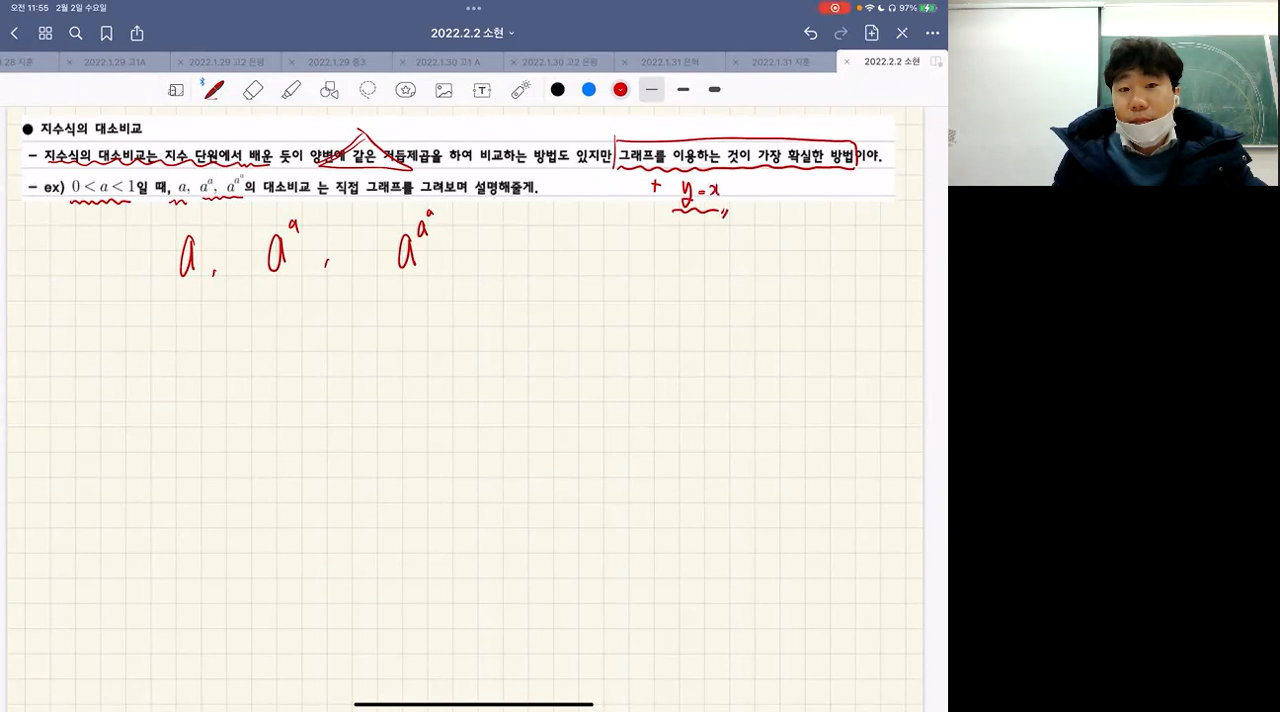 오전 11:55 2월 2일 수요일
97%
2022.2.2 소현
1.28 지훈 2022.1.29 고1A 2022.1.29 고2 은평 2022.1.29 중3 2022.1.30 고1 A 2022.1.30 고2 은평 2022.1.31 은혁 2022.1.31 지훈 2022.2.2 소현
● 지수식의 대소비교
- 지수식의 대소비교는 지수 단원에서 배운 듯이 양변에 같은 거듭제곱을 하여 비교하는 방법도 있지만 그래프를 이용하는 것이 가장 확실한 방법이야.
- ex) 0 < a < 1일 때, a, a^a, a^{a^a}의 대소비교 는 직접 그래프를 그려보며 설명해줄게.
+ y=x
a, a^a, a^{a^a}